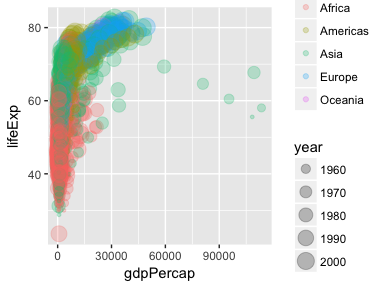 80
60
40
lifeExp
0
30000
60000
90000
gdpPercap
Africa
Americas
Asia
Europe
Oceania
year
1960
1970
1980
1990
2000